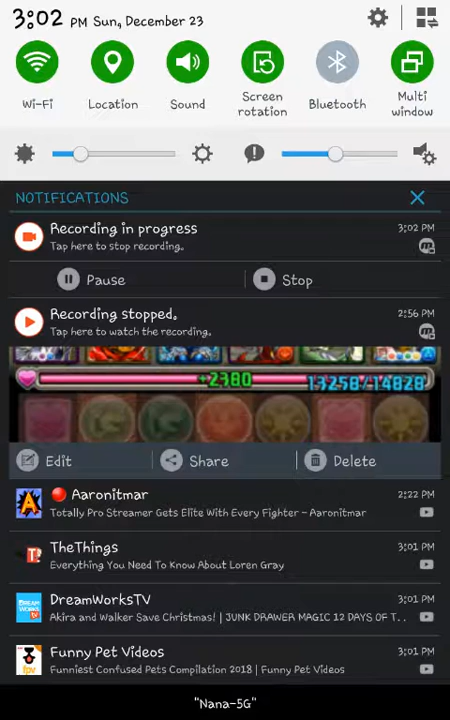 3:02 PM Sun, December 23
Wi-Fi
Location
Sound
Screen rotation
Bluetooth
Multi window
NOTIFICATIONS
Recording in progress 3:02 PM
Tap here to stop recording.
Pause Stop
Recording stopped. 2:56 PM
Tap here to watch the recording.
+2380 13258/14828
Edit Share Delete
Aaronitmar 2:22 PM
Totally Pro Streamer Gets Elite With Every Fighter - Aaronitmar
TheThings 3:01 PM
Everything You Need To Know About Loren Gray
DreamWorksTV 3:01 PM
Akira and Walker Save Christmas! | JUNK DRAWER MAGIC 12 DAYS OF T..
Funny Pet Videos 3:01 PM
Funniest Confused Pets Compilation 2018 | Funny Pet Videos
"Nana-5G"